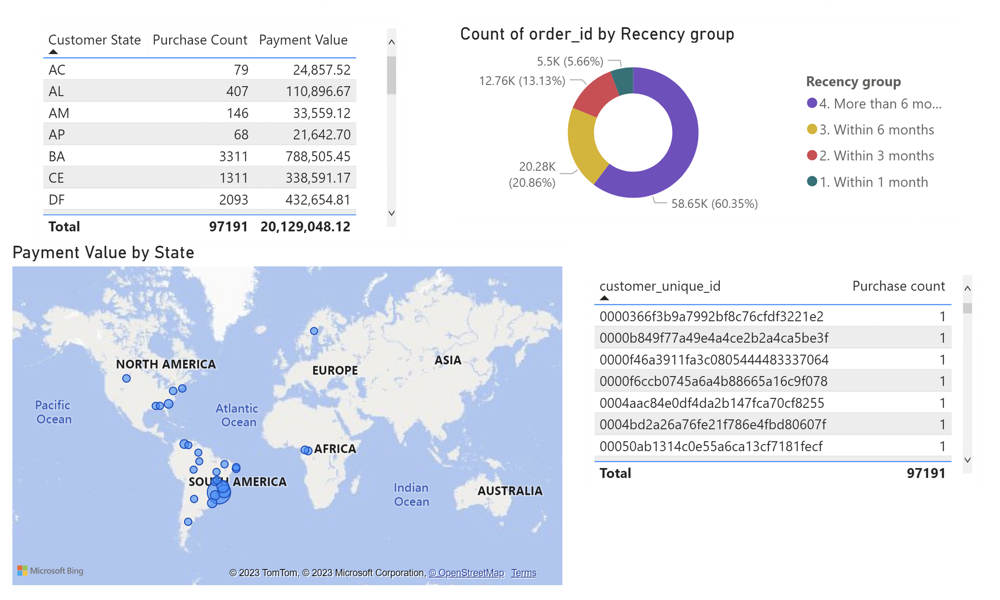 Customer State Purchase Count Payment Value
AC 79 24,857.52
AL 407 110,896.67
AM 146 33,559.12
AP 68 21,642.70
BA 3311 788,505.45
CE 1311 338,591.17
DF 2093 432,654.81
Total 97191 20,129,048.12
Count of order_id by Recency group
5.5K (5.66%)
12.76K (13.13%)
20.28K
(20.86%)
58.65K (60.35%)
Recency group
4. More than 6 mo...
3. Within 6 months
2. Within 3 months
1. Within 1 month
Payment Value by State
NORTH AMERICA
EUROPE
ASIA
Pacific
Ocean
Atlantic
Ocean
AFRICA
SOUTH AMERICA
Indian
Ocean
AUSTRALIA
Microsoft Bing
© 2023 TomTom, © 2023 Microsoft Corporation, © OpenStreetMap Terms
customer_unique_id Purchase count
0000366f3b9a7992bf8c76cfdf3221e2 1
0000b849f77a49e4a4ce2b2a4ca5be3f 1
0000f46a3911fa3c0805444483337064 1
0000f6ccb0745a6a4b88665a16c9f078 1
0004aac84e0df4da2b147fca70cf8255 1
0004bd2a26a76fe21f786e4fbd80607f 1
00050ab1314c0e55a6ca13cf7181fecf 1
Total 97191